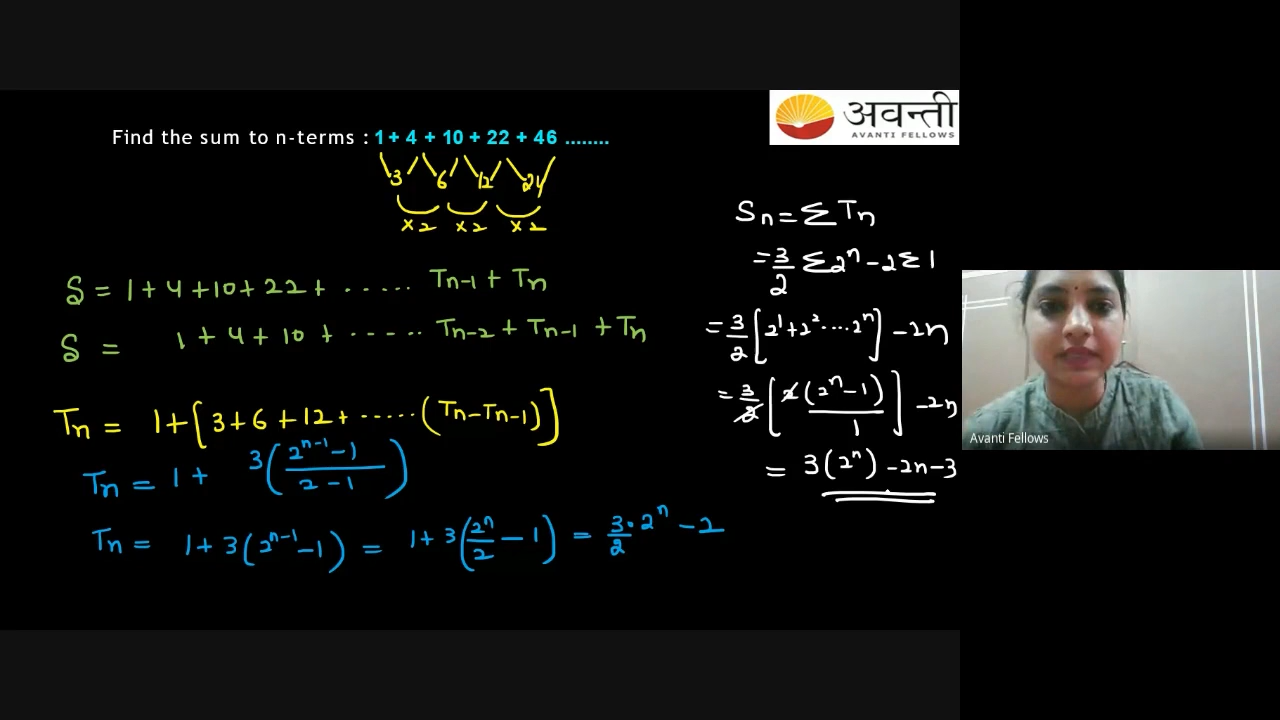 अवन्ती
AVANTI FELLOWS
Find the sum to n-terms : 1 + 4 + 10 + 22 + 46 ........
3 6 12 24
×2 ×2 ×2
S = 1 + 4 + 10 + 22 + ..... Tn-1 + Tn
S = 1 + 4 + 10 + ..... Tn-2 + Tn-1 + Tn
Tn = 1 + [3 + 6 + 12 + ...... (Tn - Tn-1)]
Tn = 1 + 3((2^(n-1) - 1)/(2 - 1))
Tn = 1 + 3(2^(n-1) - 1) = 1 + 3(2^n/2 - 1) = 3/2 · 2^n - 2
Sn = Σ Tn
= 3/2 Σ2^n - 2Σ1
= 3/2 [2^1 + 2^2 .... 2^n] - 2n
= 3/2 [2(2^n - 1)/1] - 2n
= 3(2^n) - 2n - 3
Avanti Fellows